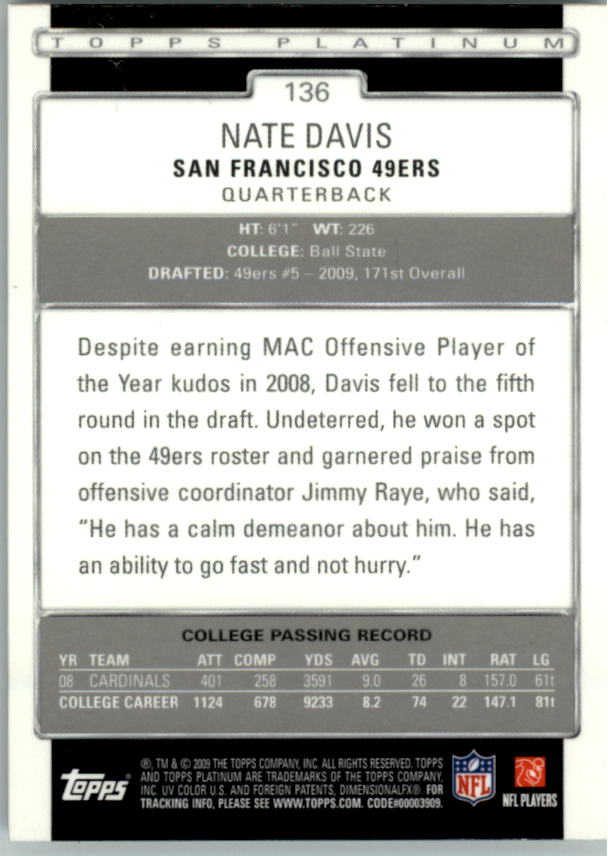 TOPPS PLATINUM
136
NATE DAVIS
SAN FRANCISCO 49ERS
QUARTERBACK
HT: 6'1" WT: 226
COLLEGE: Ball State
DRAFTED: 49ers #5 – 2009, 171st Overall
Despite earning MAC Offensive Player of
the Year kudos in 2008, Davis fell to the fifth
round in the draft. Undeterred, he won a spot
on the 49ers roster and garnered praise from
offensive coordinator Jimmy Raye, who said,
“He has a calm demeanor about him. He has
an ability to go fast and not hurry.”
COLLEGE PASSING RECORD
YR TEAM ATT COMP YDS AVG TD INT RAT LG
08 CARDINALS 401 258 3591 9.0 26 8 157.0 61t
COLLEGE CAREER 1124 678 9233 8.2 74 22 147.1 81t
Topps
®, TM & © 2009 THE TOPPS COMPANY, INC. ALL RIGHTS RESERVED. TOPPS
AND TOPPS PLATINUM ARE TRADEMARKS OF THE TOPPS COMPANY,
INC. UV COLOR U.S. AND FOREIGN PATENTS, DIMENSIONALFX®. FOR
TRACKING INFO, PLEASE SEE WWW.TOPPS.COM. CODE#00003909.
NFL
NFL PLAYERS